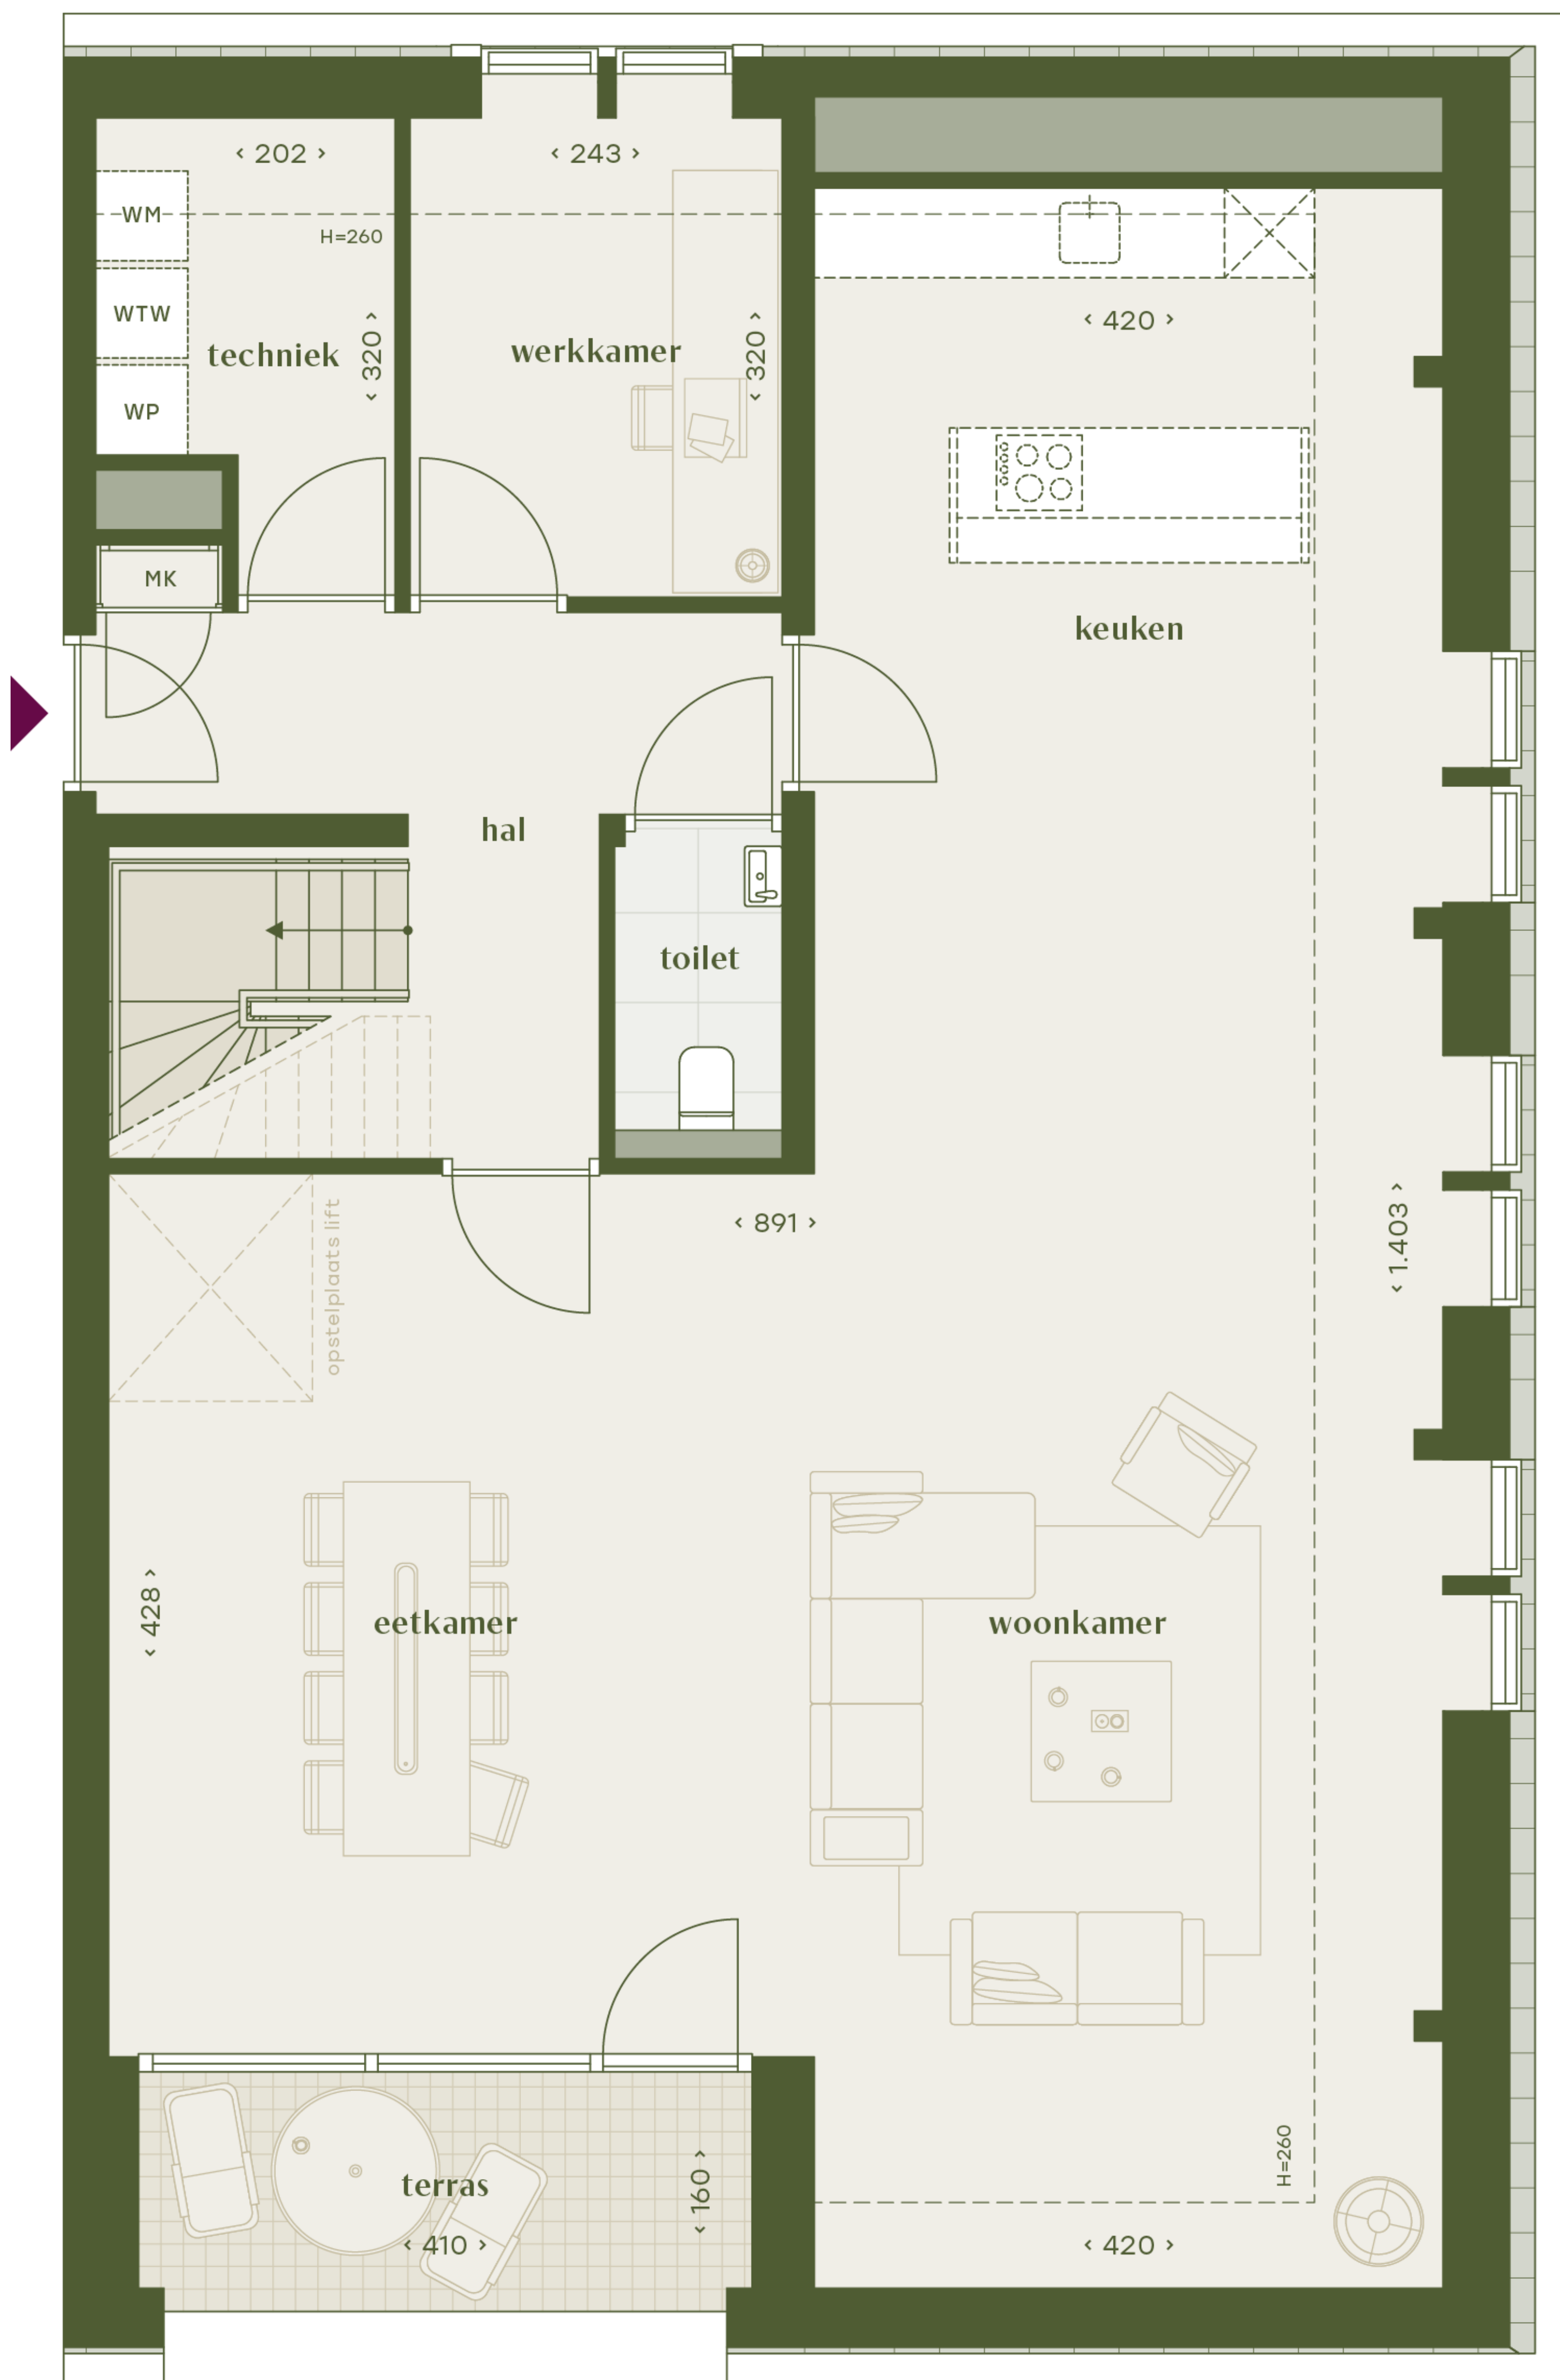 ‹ 202 ›
‹ 243 ›
WM
H=260
WTW
techniek
‹ 320 ›
werkkamer
‹ 320 ›
‹ 420 ›
WP
MK
keuken
hal
toilet
opstelplaats lift
‹ 891 ›
‹ 1.403 ›
‹ 428 ›
eetkamer
woonkamer
terras
‹ 160 ›
H=260
‹ 410 ›
‹ 420 ›